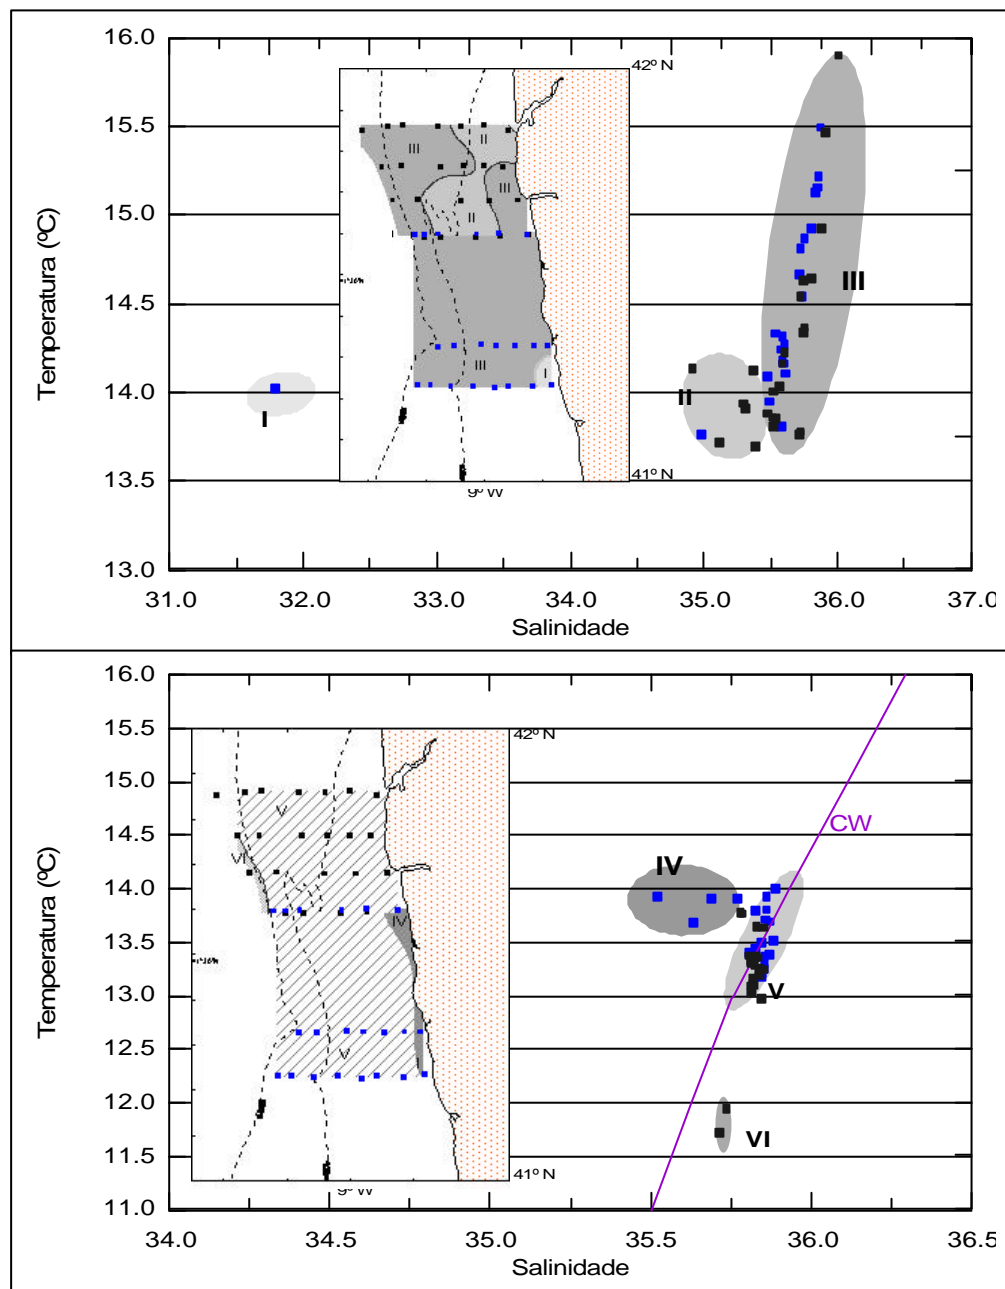 16.0
15.5
15.0
14.5
14.0
13.5
13.0
Temperatura (ºC)
31.0 32.0 33.0 34.0 35.0 36.0 37.0
Salinidade
42º N
41º N
9º W
II
III
III
II
III
I
I
II
III
16.0
15.5
15.0
14.5
14.0
13.5
13.0
12.5
12.0
11.5
11.0
Temperatura (ºC)
34.0 34.5 35.0 35.5 36.0 36.5
Salinidade
42º N
41º N
9º W
V
VI
IV
V
CW
IV
V
VI